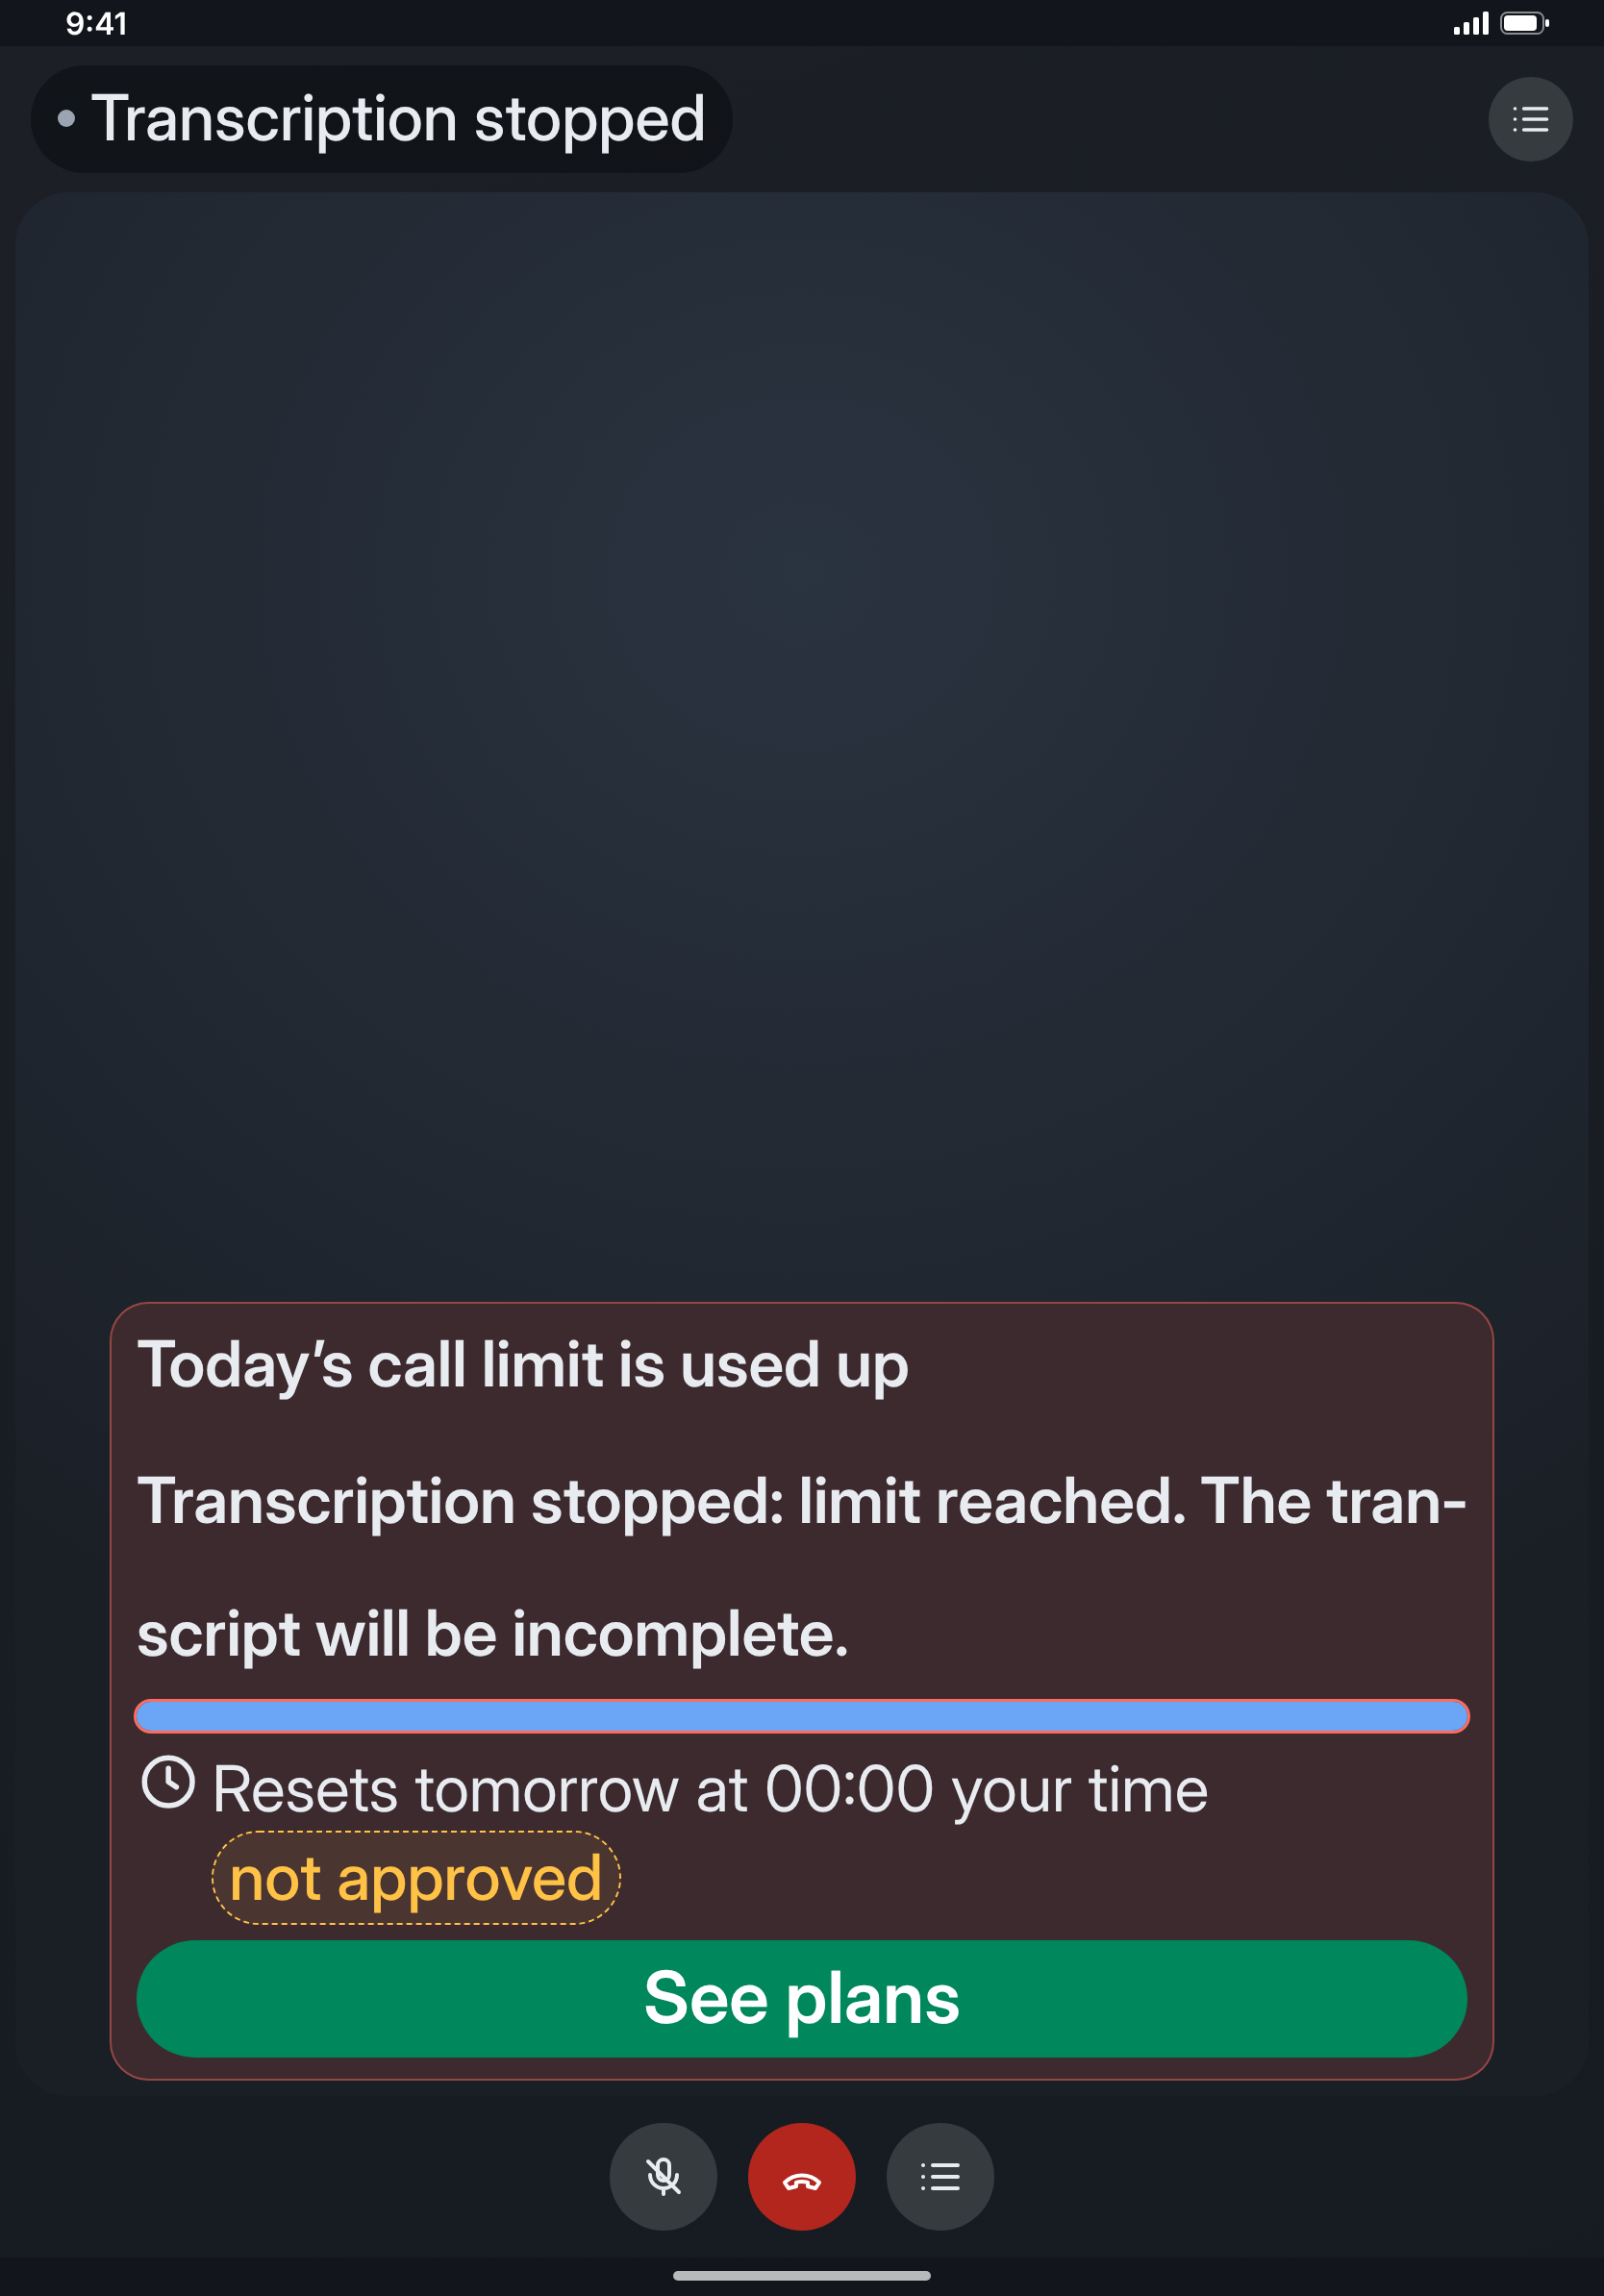 9:41
Transcription stopped
Today’s call limit is used up
Transcription stopped: limit reached. The tran-
script will be incomplete.
Resets tomorrow at 00:00 your time
not approved
See plans